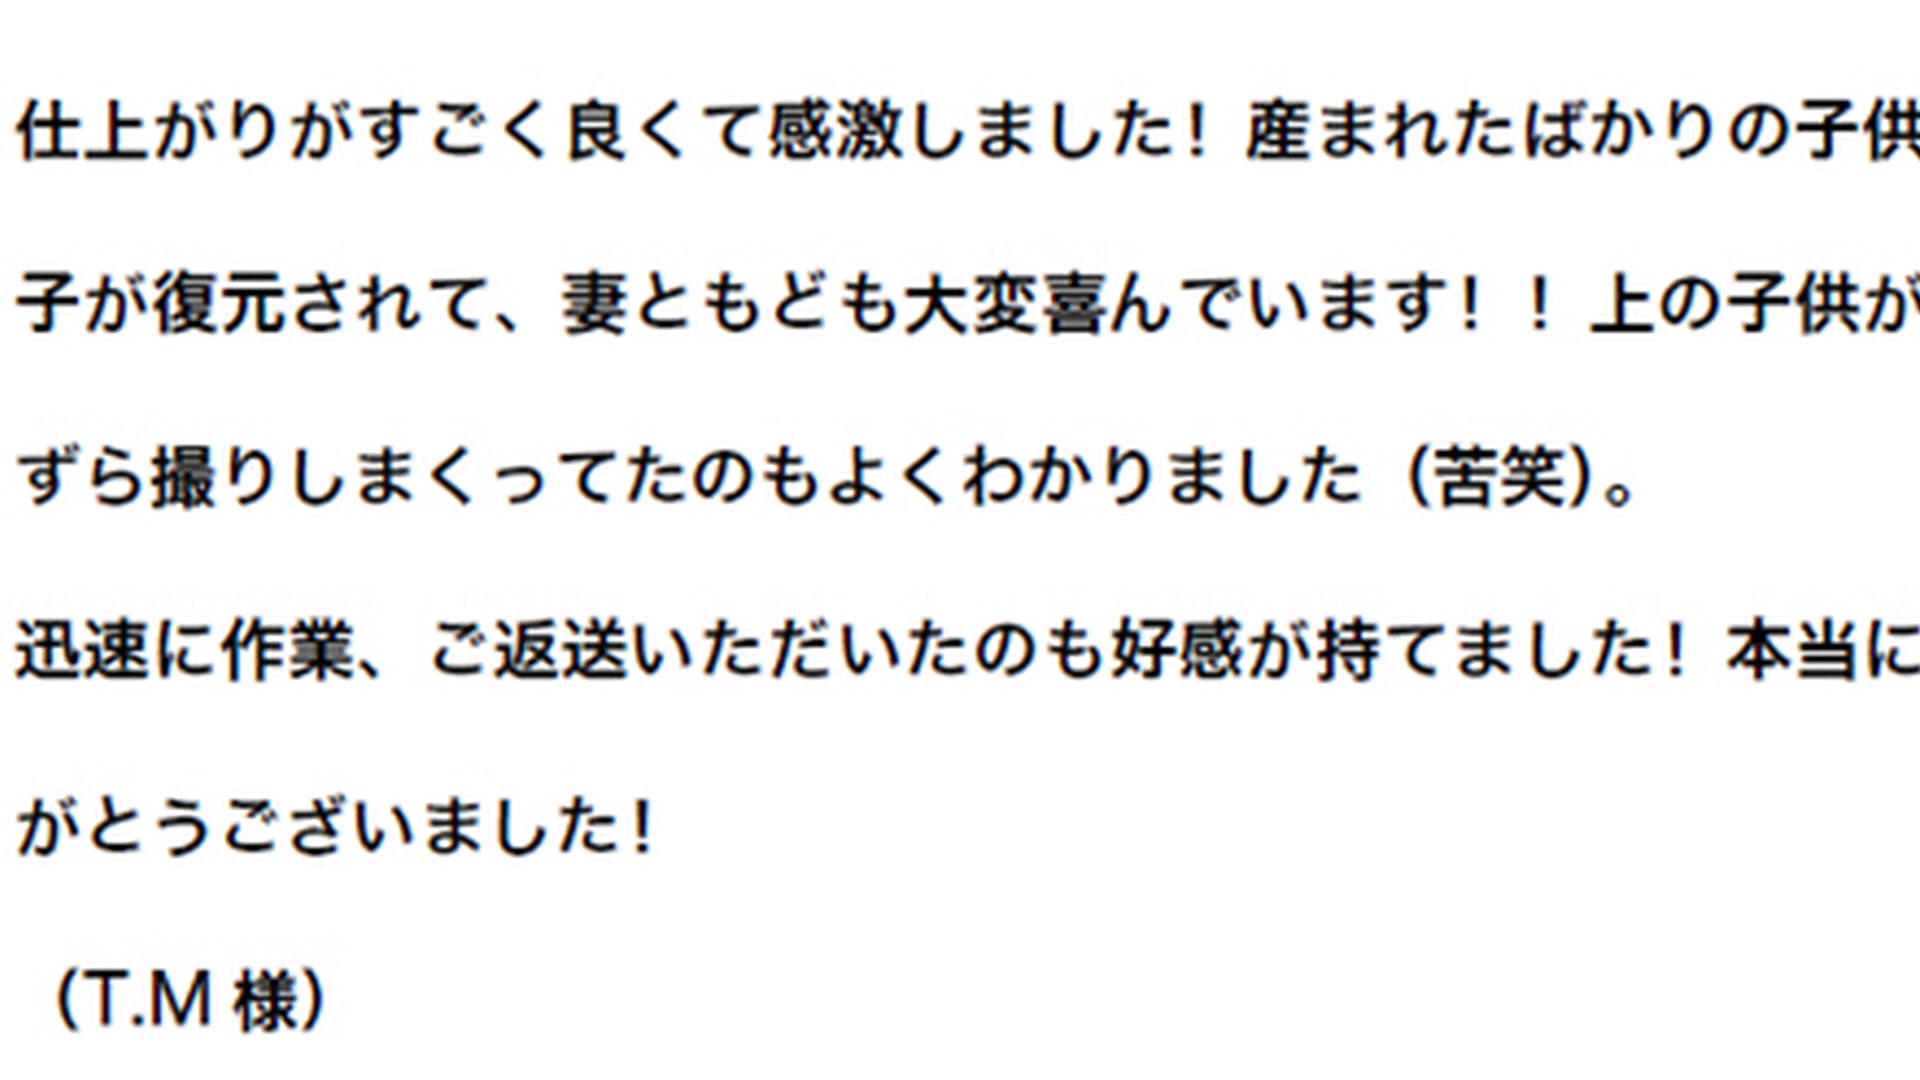 仕上がりがすごく良くて感激しました！産まれたばかりの子供
子が復元されて、妻ともども大変喜んでいます！！上の子供が
ずら撮りしまくってたのもよくわかりました（苦笑）。
迅速に作業、ご返送いただいたのも好感が持てました！本当に
がとうございました！
（T.M 様）